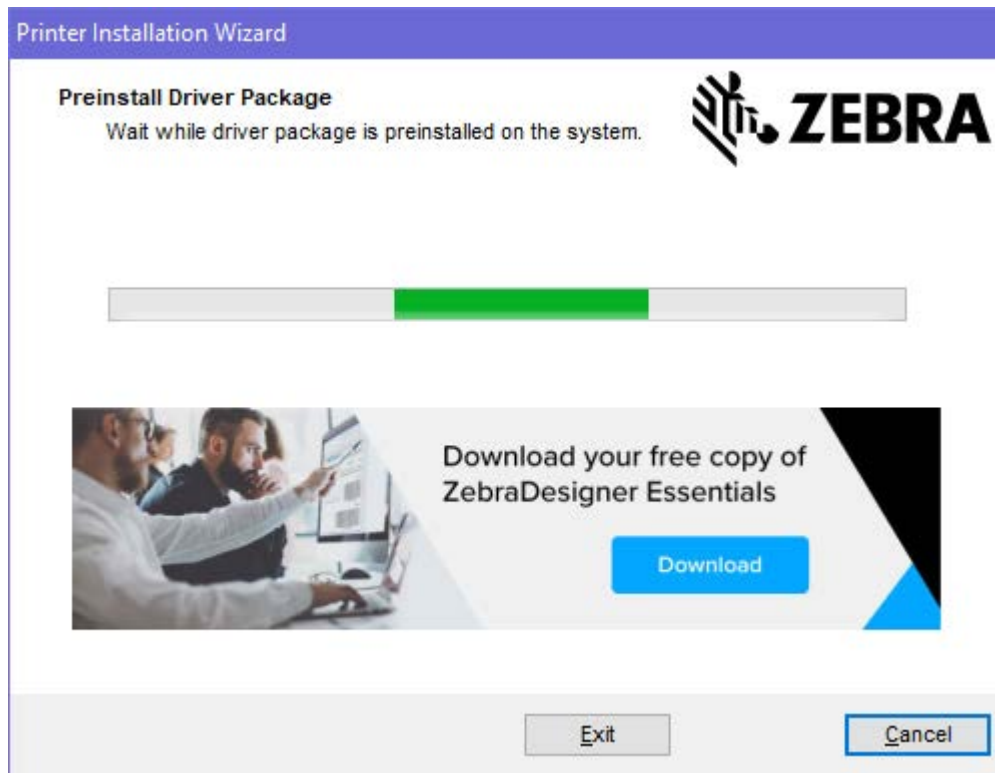 Printer Installation Wizard
Preinstall Driver Package
Wait while driver package is preinstalled on the system.
ZEBRA
Download your free copy of
ZebraDesigner Essentials
Download
Exit
Cancel